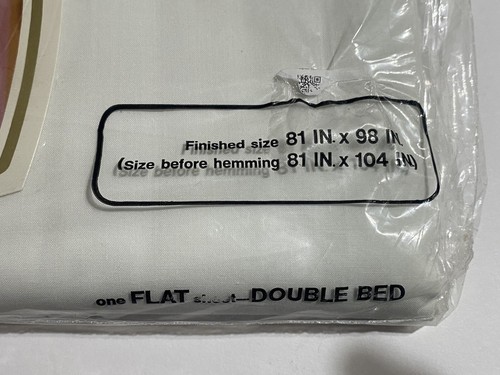 Finished size 81 IN. x 98 IN.
(Size before hemming 81 IN. x 104 IN)
one FLAT sheet—DOUBLE BED